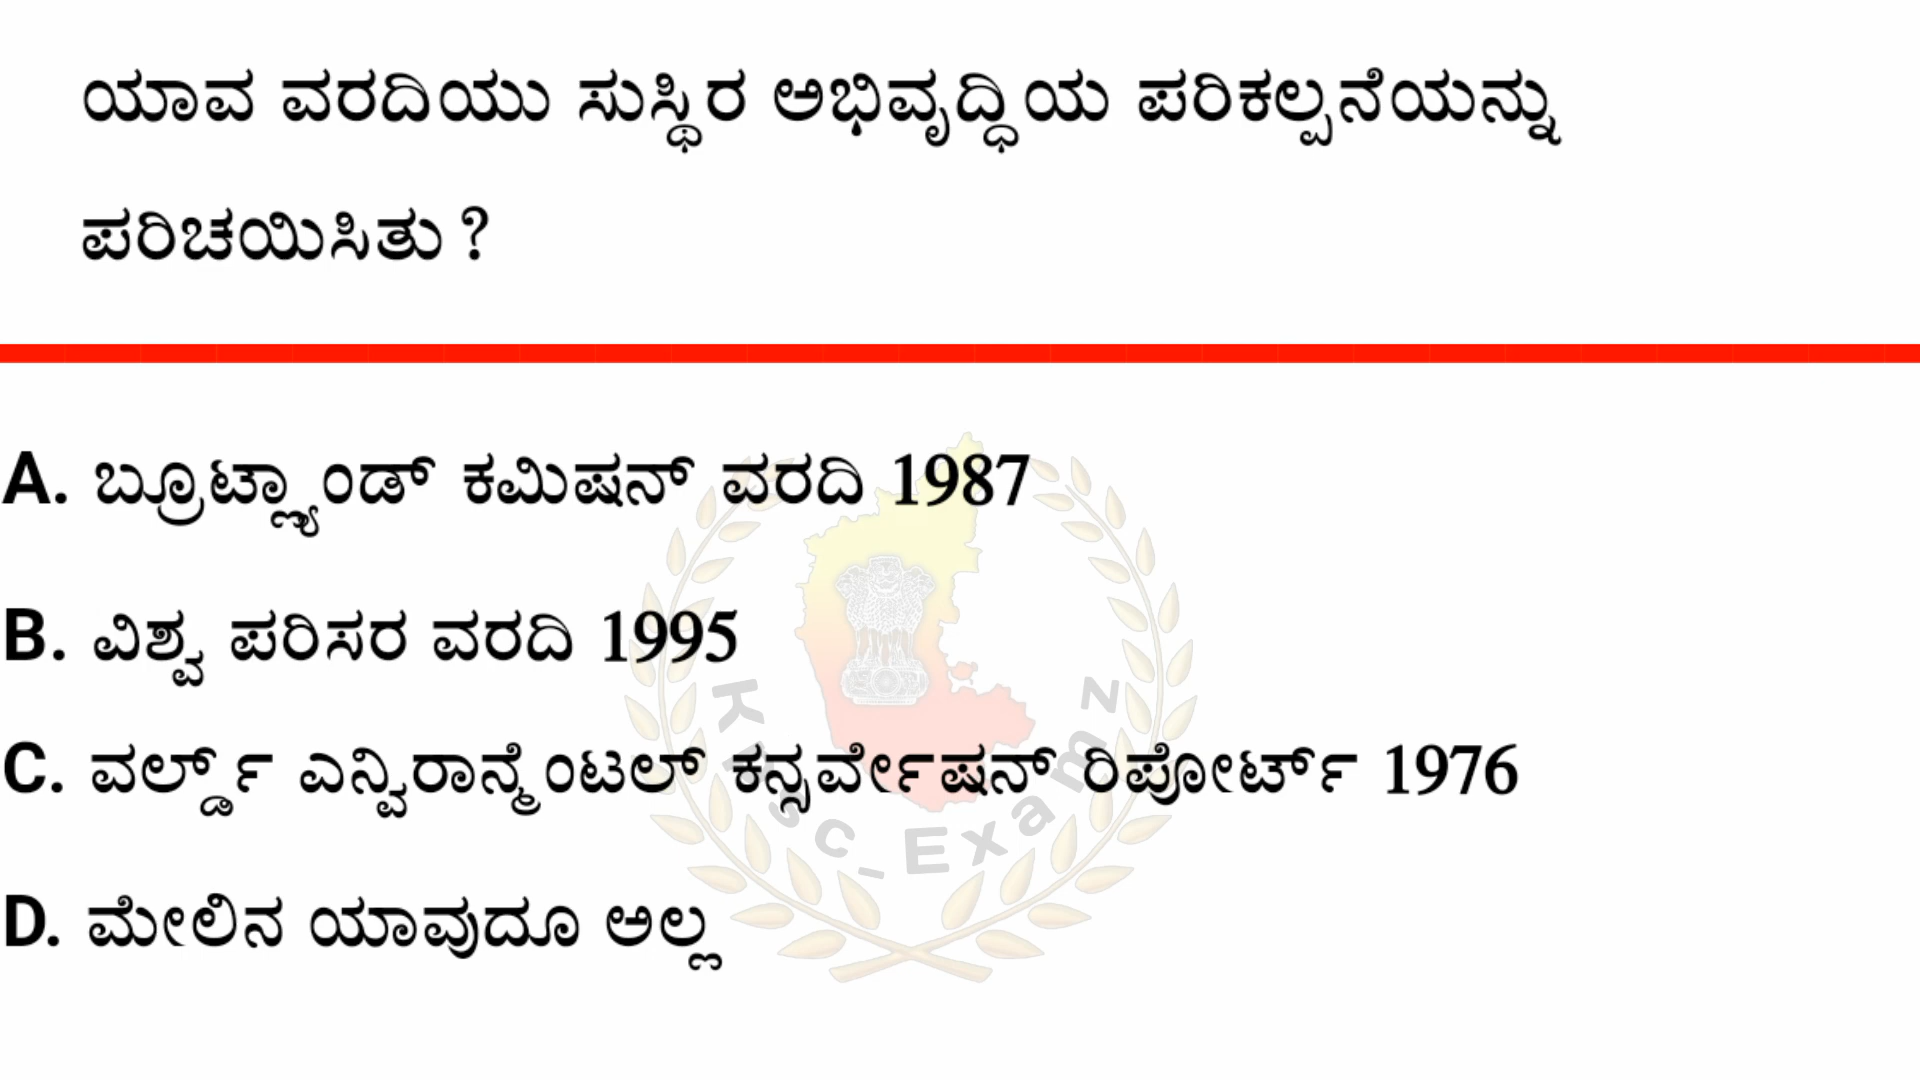 ಯಾವ ವರದಿಯು ಸುಸ್ಥಿರ ಅಭಿವೃದ್ಧಿಯ ಪರಿಕಲ್ಪನೆಯನ್ನು
ಪರಿಚಯಿಸಿತು ?
A. ಬ್ರೂಟ್ಲ್ಯಾಂಡ್ ಕಮಿಷನ್ ವರದಿ 1987
B. ವಿಶ್ವ ಪರಿಸರ ವರದಿ 1995
C. ವರ್ಲ್ಡ್ ಎನ್ವಿರಾನ್ಮೆಂಟಲ್ ಕನ್ಸರ್ವೇಷನ್ ರಿಪೋರ್ಟ್ 1976
D. ಮೇಲಿನ ಯಾವುದೂ ಅಲ್ಲ
Kpsc_Examz